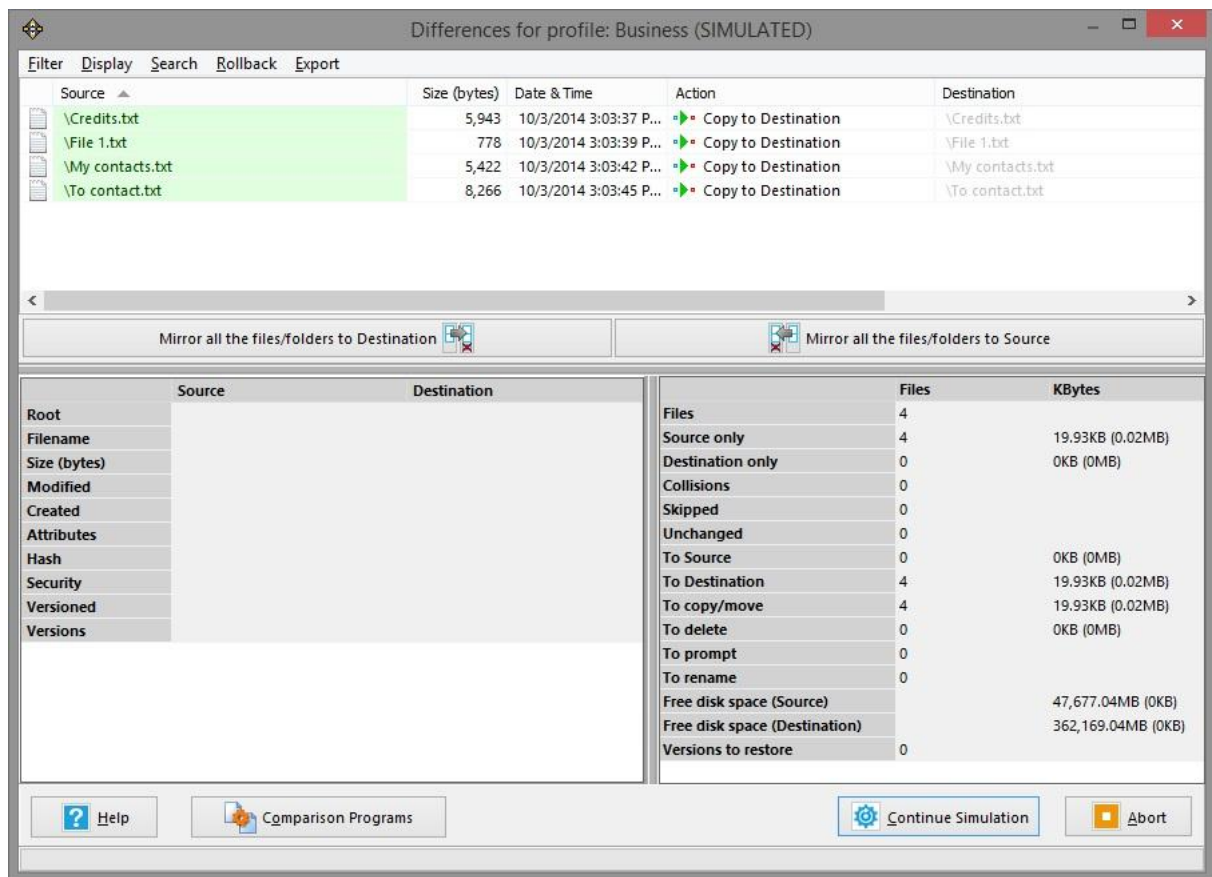 Differences for profile: Business (SIMULATED)
Filter Display Search Rollback Export
Source Size (bytes) Date & Time Action Destination
\Credits.txt 5,943 10/3/2014 3:03:37 P... Copy to Destination \Credits.txt
\File 1.txt 778 10/3/2014 3:03:39 P... Copy to Destination \File 1.txt
\My contacts.txt 5,422 10/3/2014 3:03:42 P... Copy to Destination \My contacts.txt
\To contact.txt 8,266 10/3/2014 3:03:45 P... Copy to Destination \To contact.txt
Mirror all the files/folders to Destination Mirror all the files/folders to Source
Source Destination
Root
Filename
Size (bytes)
Modified
Created
Attributes
Hash
Security
Versioned
Versions
Files KBytes
Files 4
Source only 4 19.93KB (0.02MB)
Destination only 0 0KB (0MB)
Collisions 0
Skipped 0
Unchanged 0
To Source 0 0KB (0MB)
To Destination 4 19.93KB (0.02MB)
To copy/move 4 19.93KB (0.02MB)
To delete 0 0KB (0MB)
To prompt 0
To rename 0
Free disk space (Source) 47,677.04MB (0KB)
Free disk space (Destination) 362,169.04MB (0KB)
Versions to restore 0
Help Comparison Programs Continue Simulation Abort